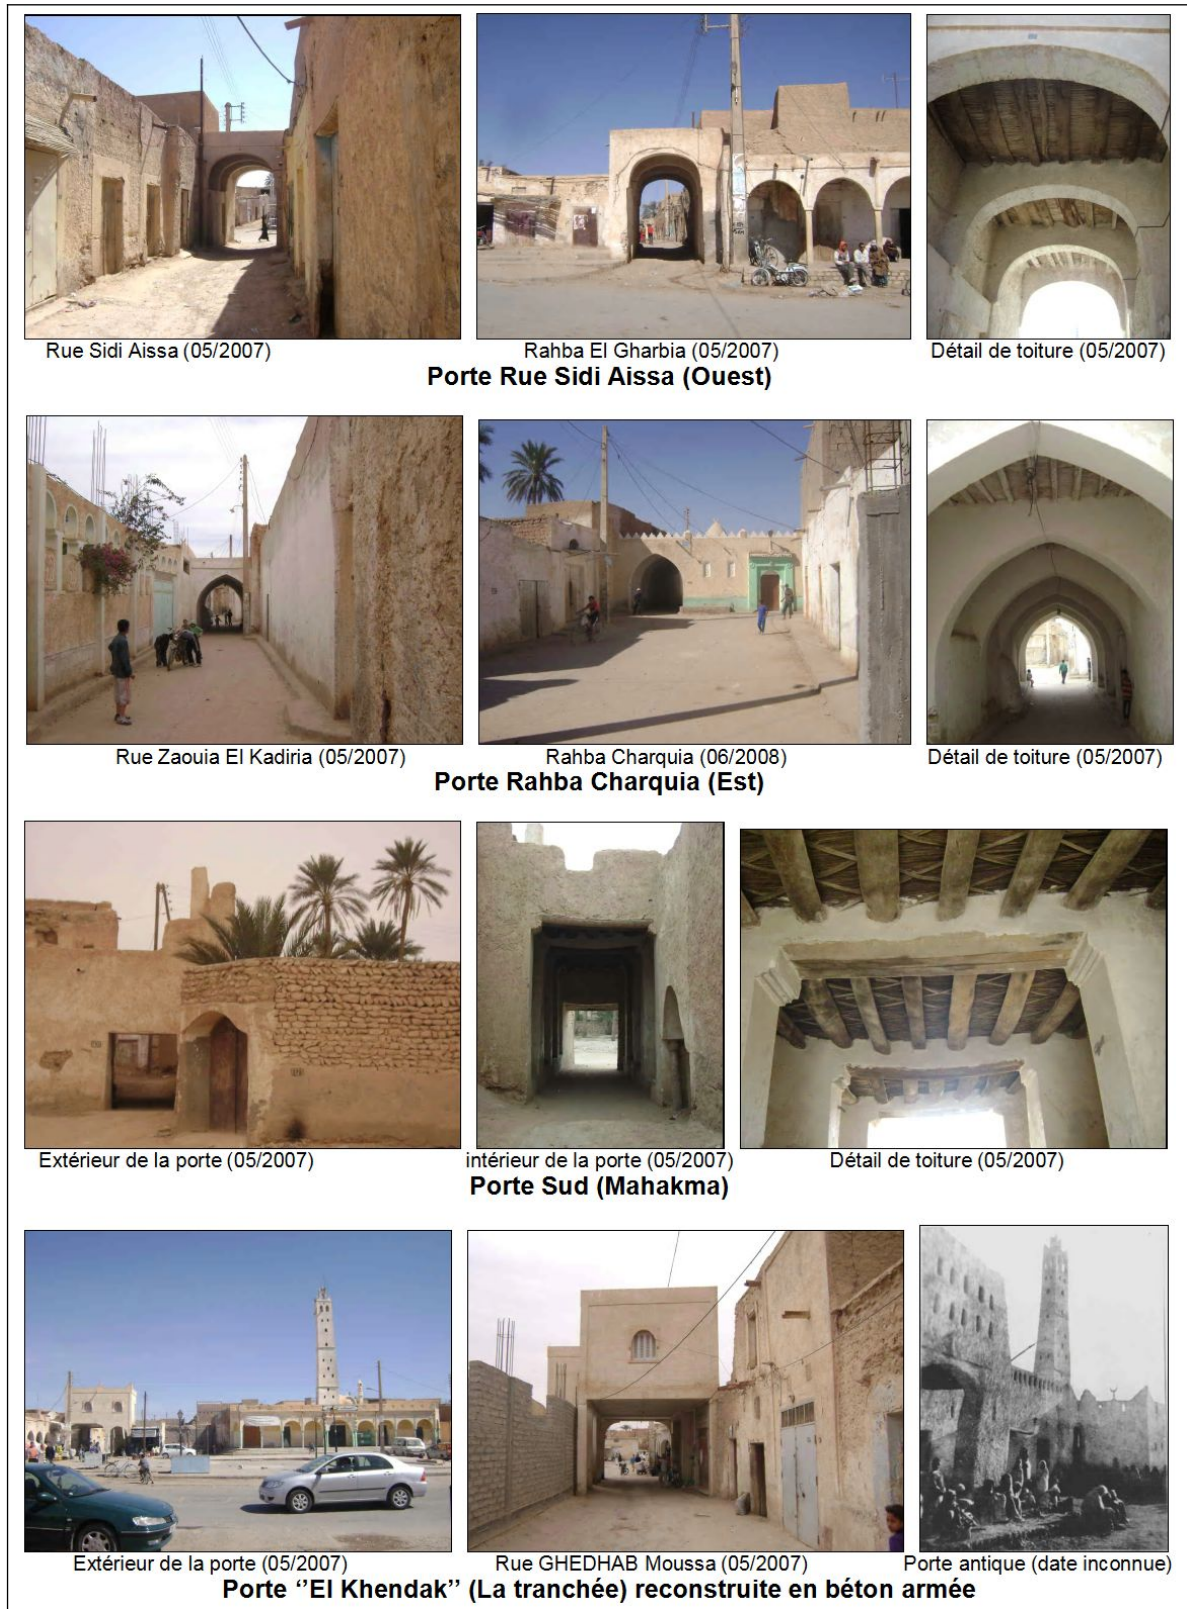 Rue Sidi Aissa (05/2007) Rahba El Gharbia (05/2007) Détail de toiture (05/2007)
Porte Rue Sidi Aissa (Ouest)
Rue Zaouia El Kadiria (05/2007) Rahba Charquia (06/2008) Détail de toiture (05/2007)
Porte Rahba Charquia (Est)
Extérieur de la porte (05/2007) intérieur de la porte (05/2007) Détail de toiture (05/2007)
Porte Sud (Mahakma)
Extérieur de la porte (05/2007) Rue GHEDHAB Moussa (05/2007) Porte antique (date inconnue)
Porte ‘’El Khendak’’ (La tranchée) reconstruite en béton armée